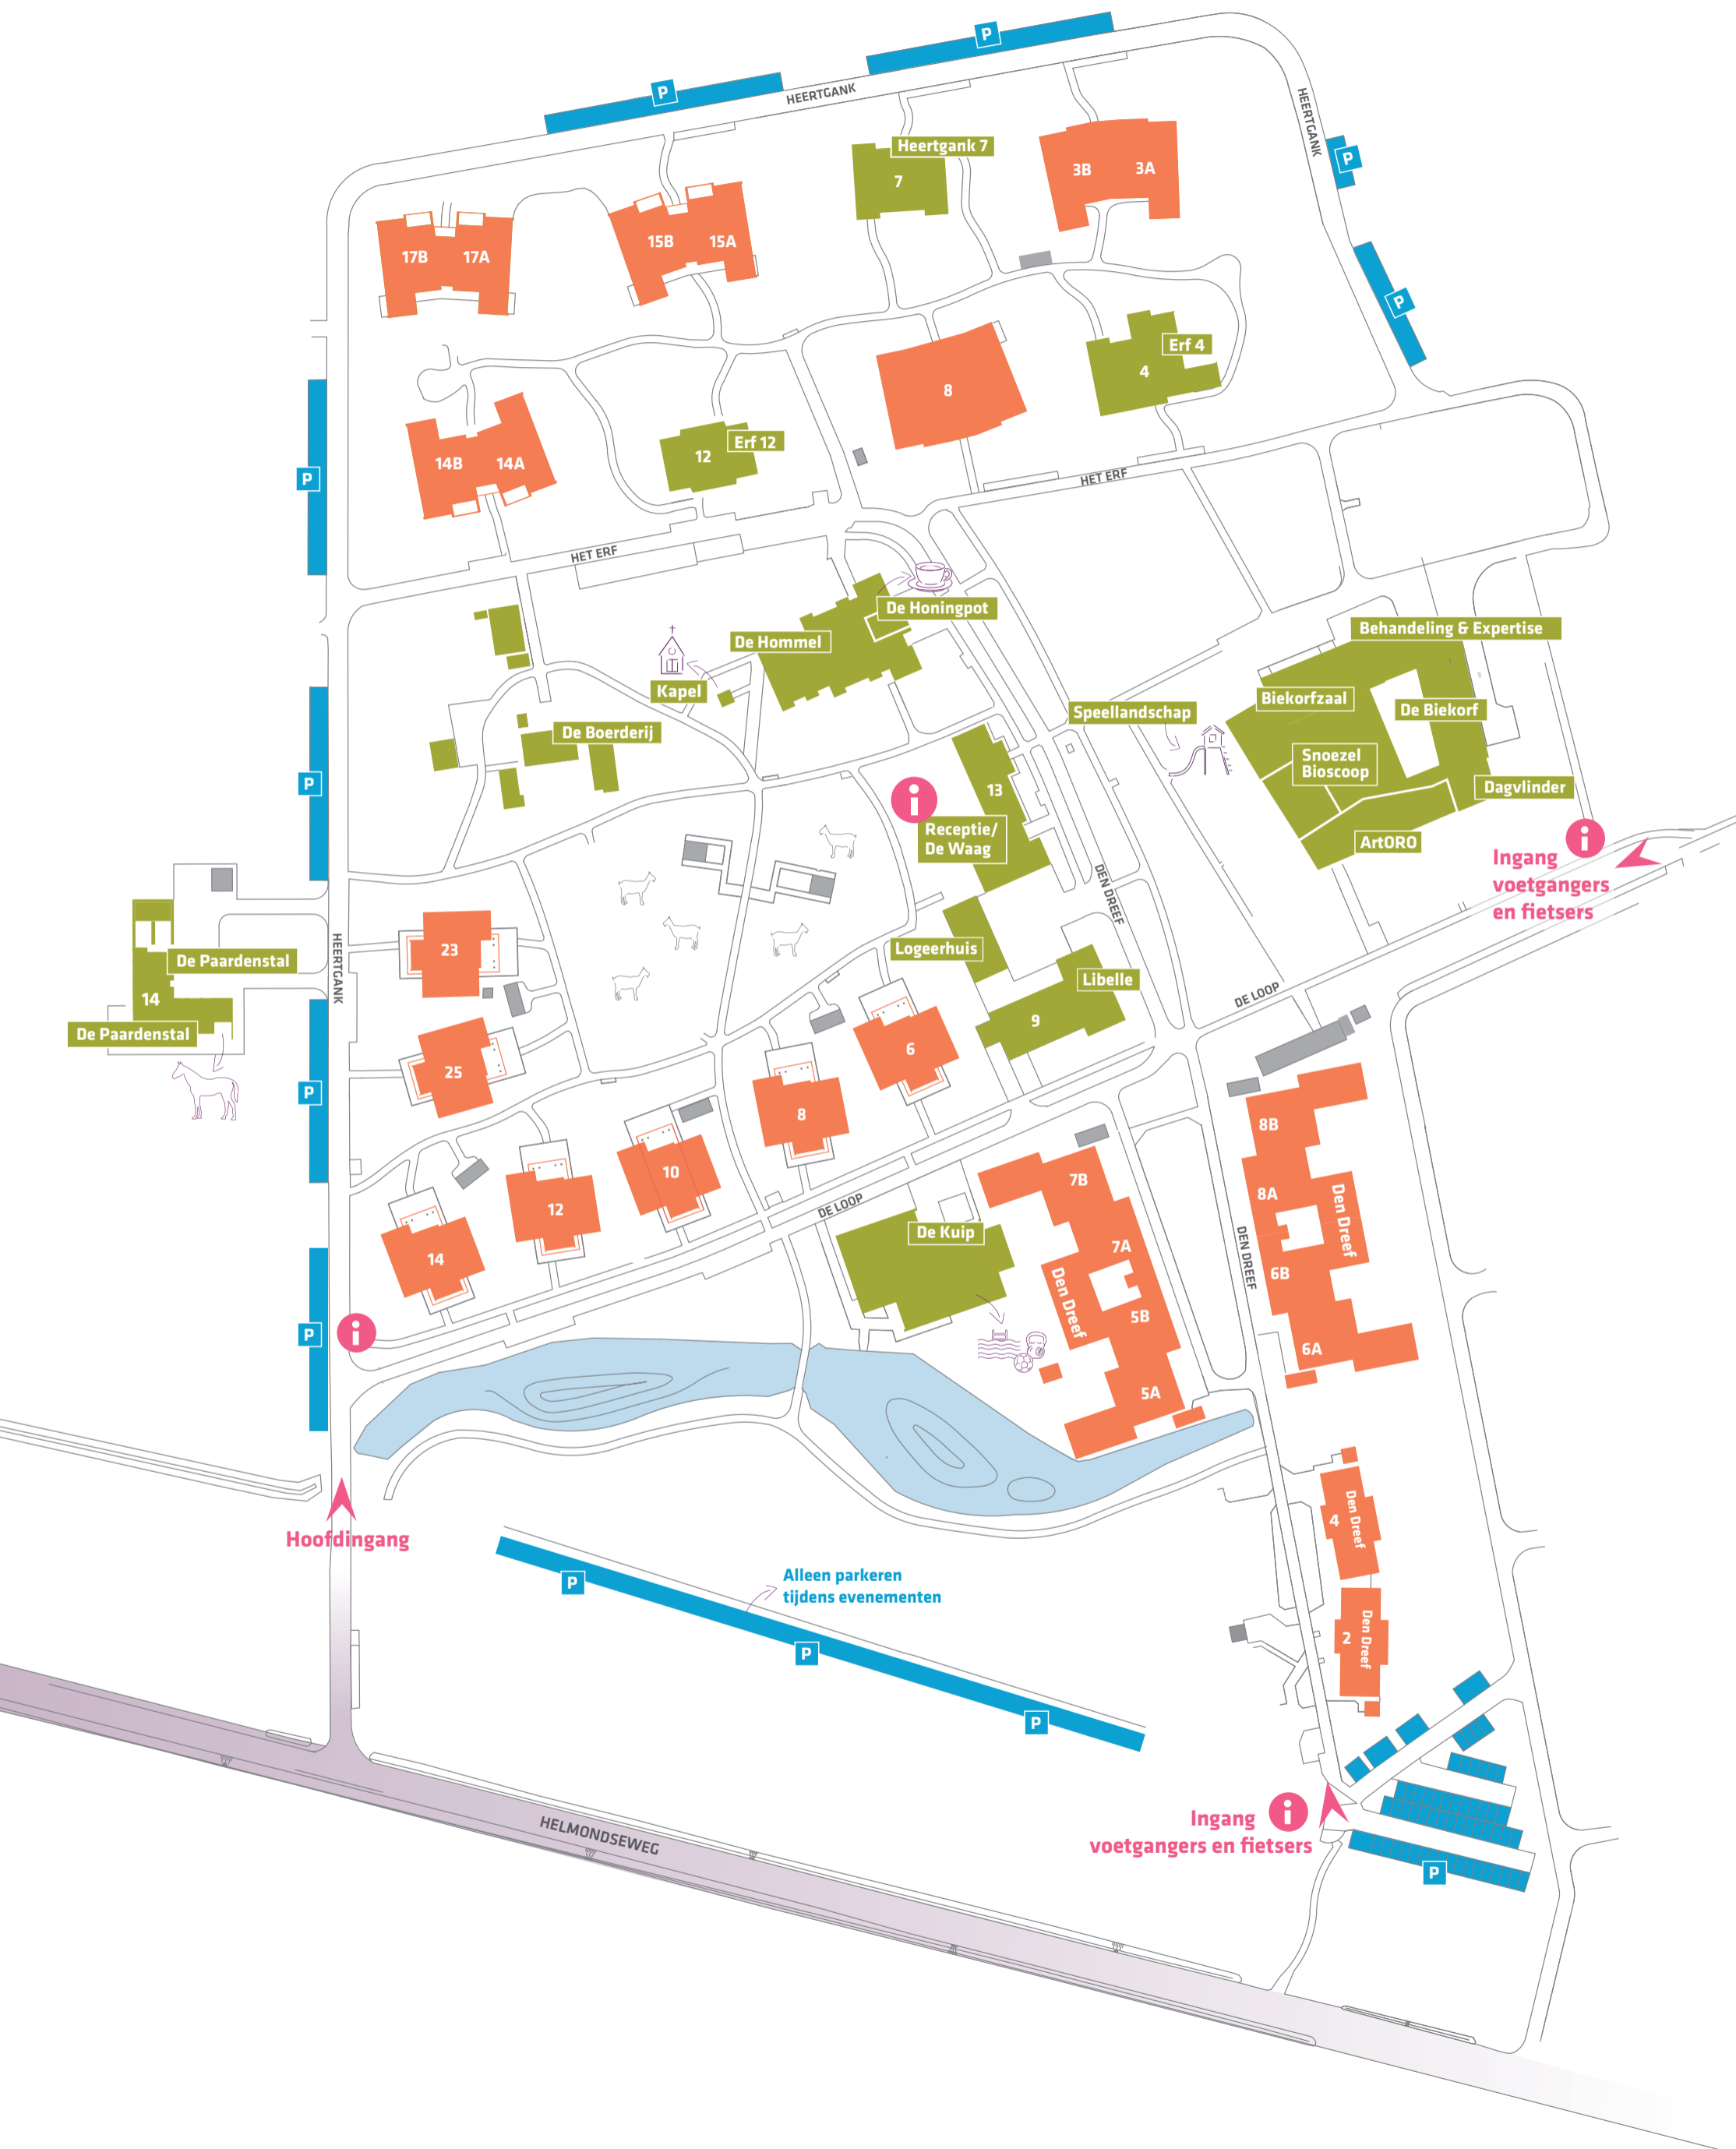 P
P
HEERTGANK
HEERTGANK
P
Heertgank 7
7
3B
3A
15B
15A
17B
17A
P
Erf 4
4
8
Erf 12
12
14B
14A
P
HET ERF
HET ERF
De Honingpot
De Hommel
Kapel
Behandeling & Expertise
Biekorfzaal
De Biekorf
Speellandschap
Snoezel
Bioscoop
Dagvlinder
ArtORO
De Boerderij
P
13
i
Receptie/
De Waag
i
Ingang
voetgangers
en fietsers
DEN DREEF
HEERTGANK
23
De Paardenstal
14
De Paardenstal
Logeerhuis
Libelle
9
DE LOOP
6
25
P
8
10
12
14
DE LOOP
De Kuip
7B
7A
Den Dreef
5B
5A
8B
8A
Den Dreef
6B
6A
DEN DREEF
P
i
Hoofdingang
4
Den Dreef
2
Den Dreef
P
Alleen parkeren
tijdens evenementen
P
P
Ingang
i
voetgangers en fietsers
P
HELMONDSEWEG